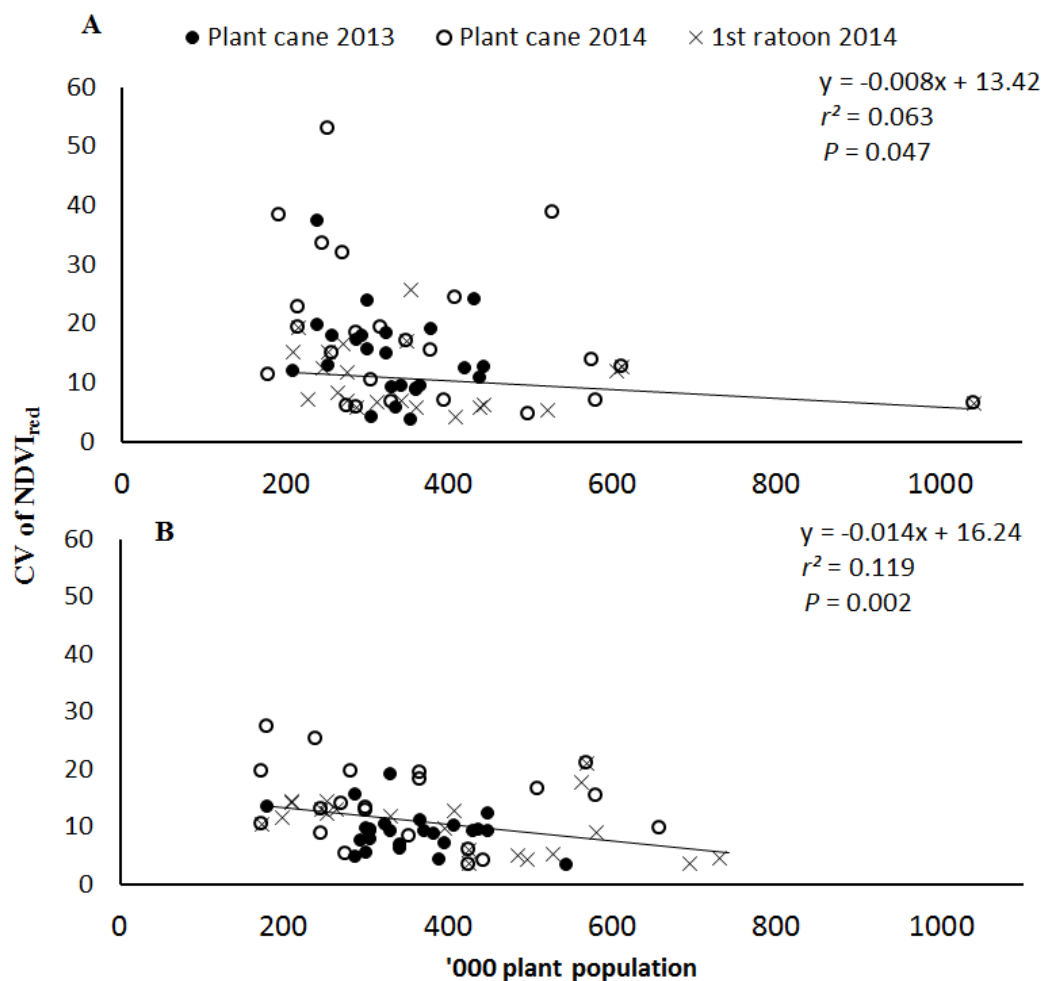 A
Plant cane 2013 Plant cane 2014 1st ratoon 2014
y = -0.008x + 13.42
r² = 0.063
P = 0.047
60
50
40
30
20
10
0
0 200 400 600 800 1000
CV of NDVIred
B
y = -0.014x + 16.24
r² = 0.119
P = 0.002
60
50
40
30
20
10
0
0 200 400 600 800 1000
'000 plant population